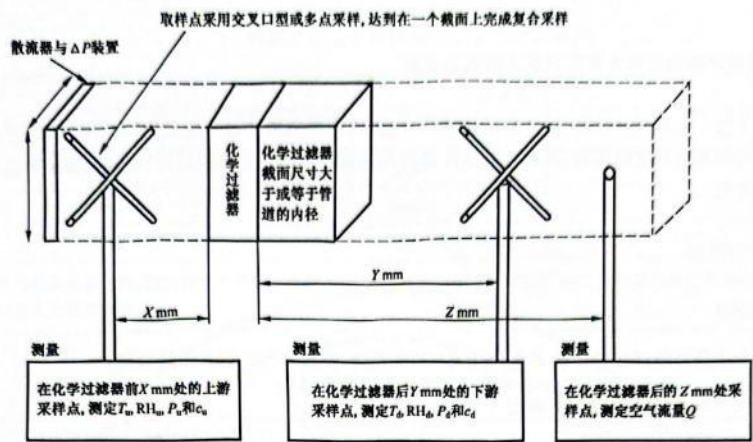 取样点采用交叉口型或多点采样,达到在一个截面上完成复合采样
散流器与ΔP装置
化学过滤器
化学过滤器
截面尺寸大
于或等于管
道的内径
Y mm
X mm
Z mm
测量
测量
测量
在化学过滤器前X mm处的上游
采样点, 测定Tu, RHu, Pu和cu
在化学过滤器后Y mm处的下游
采样点, 测定Td, RHd, Pd和cd
在化学过滤器后的Z mm处采
样点, 测定空气流量Q